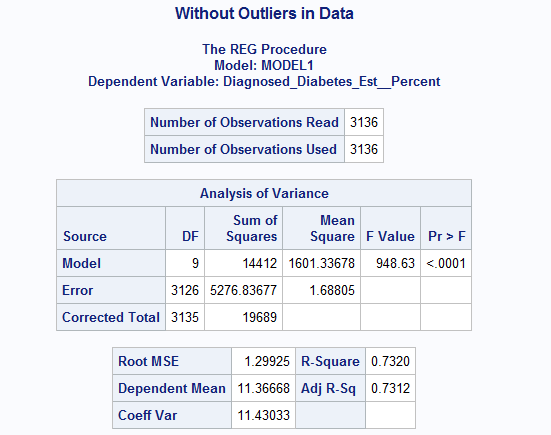 Without Outliers in Data
The REG Procedure
Model: MODEL1
Dependent Variable: Diagnosed_Diabetes_Est__Percent
Number of Observations Read 3136
Number of Observations Used 3136
Analysis of Variance
Source DF Sum of Squares Mean Square F Value Pr > F
Model 9 14412 1601.33678 948.63 <.0001
Error 3126 5276.83677 1.68805
Corrected Total 3135 19689
Root MSE 1.29925 R-Square 0.7320
Dependent Mean 11.36668 Adj R-Sq 0.7312
Coeff Var 11.43033